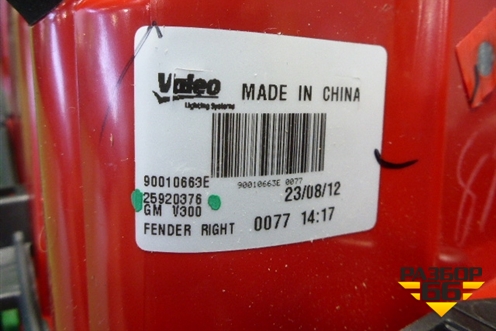 Valeo
Lighting Systems
MADE IN CHINA
90010663E 0077
90010663E
23/08/12
25920376
GM V300
FENDER RIGHT 0077 14:17
РАЗБОР
66